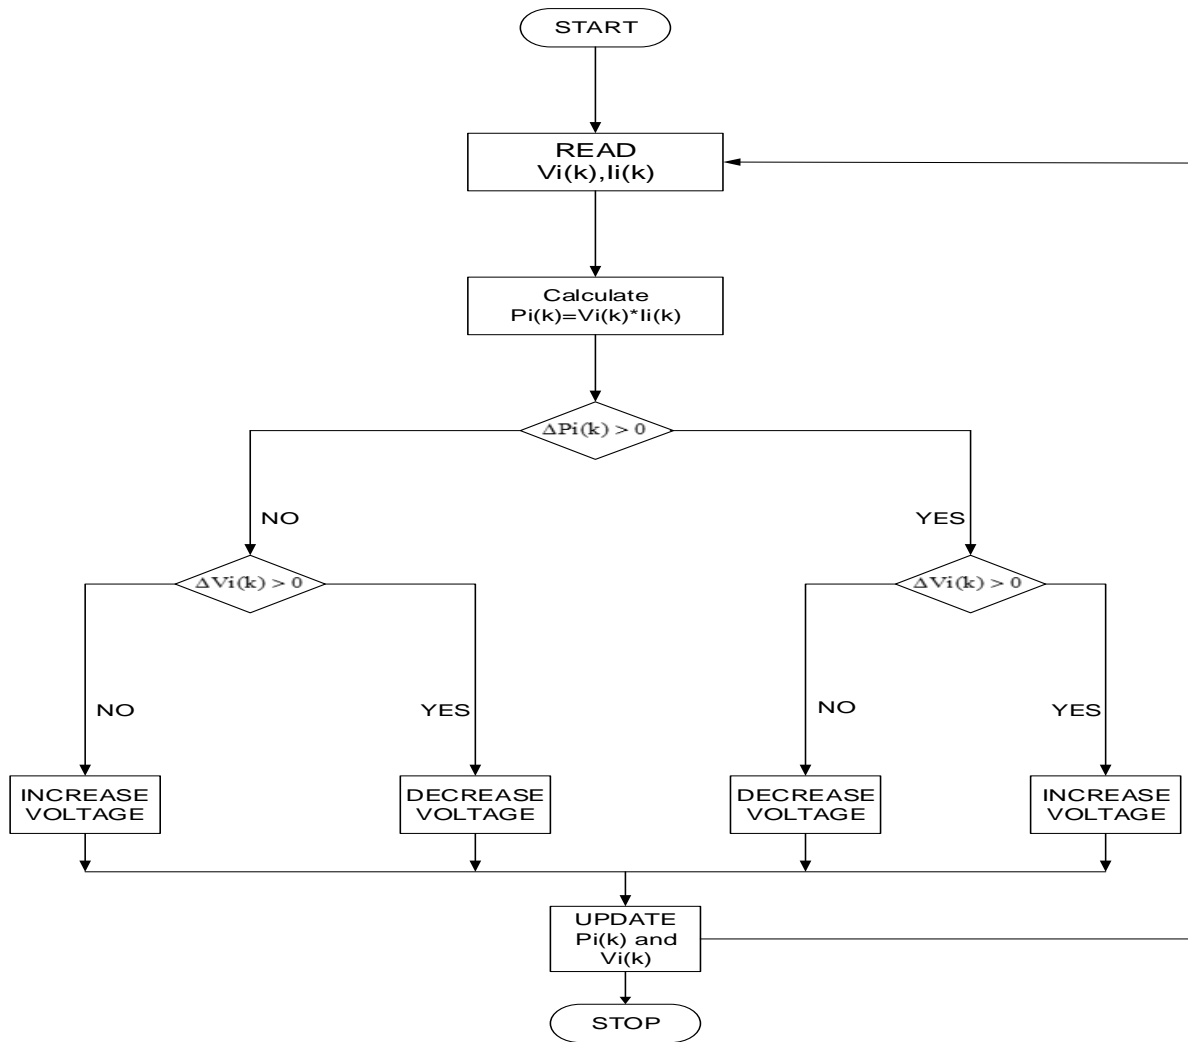 START
READ
Vi(k),Ii(k)
Calculate
Pi(k)=Vi(k)*Ii(k)
ΔPi(k) > 0
NO
YES
ΔVi(k) > 0
ΔVi(k) > 0
NO
YES
NO
YES
INCREASE
VOLTAGE
DECREASE
VOLTAGE
DECREASE
VOLTAGE
INCREASE
VOLTAGE
UPDATE
Pi(k) and
Vi(k)
STOP